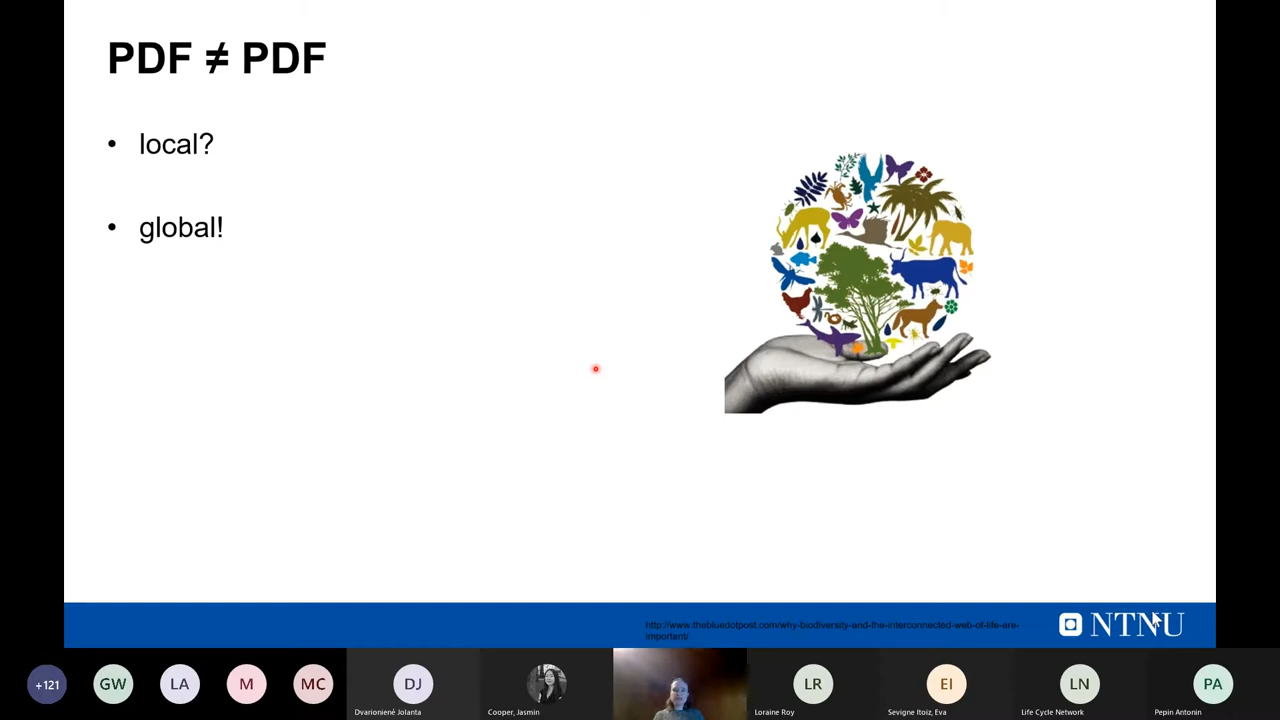 PDF ≠ PDF
• local?
• global!
http://www.thebluedotpost.com/why-biodiversity-and-the-interconnected-web-of-life-are-
important/
NTNU
+121
GW
LA
M
MC
DJ
LR
EI
LN
PA
Dvarionienė Jolanta
Cooper, Jasmin
Loraine Roy
Sevigne Itoiz, Eva
Life Cycle Network
Pepin Antonin